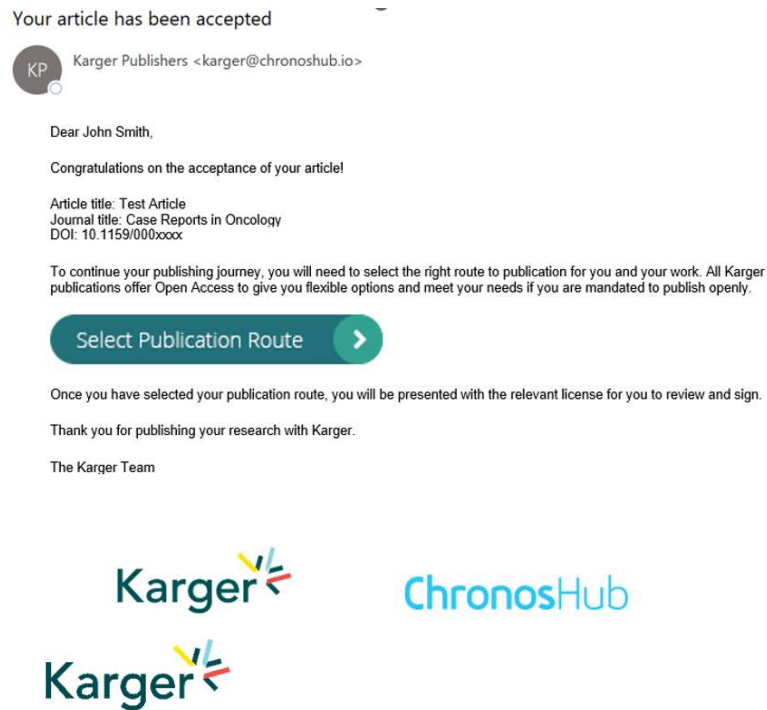 Your article has been accepted
KP
Karger Publishers <karger@chronoshub.io>
Dear John Smith,
Congratulations on the acceptance of your article!
Article title: Test Article
Journal title: Case Reports in Oncology
DOI: 10.1159/000xxxx
To continue your publishing journey, you will need to select the right route to publication for you and your work. All Karger
publications offer Open Access to give you flexible options and meet your needs if you are mandated to publish openly.
Select Publication Route
Once you have selected your publication route, you will be presented with the relevant license for you to review and sign.
Thank you for publishing your research with Karger.
The Karger Team
Karger
ChronosHub
Karger